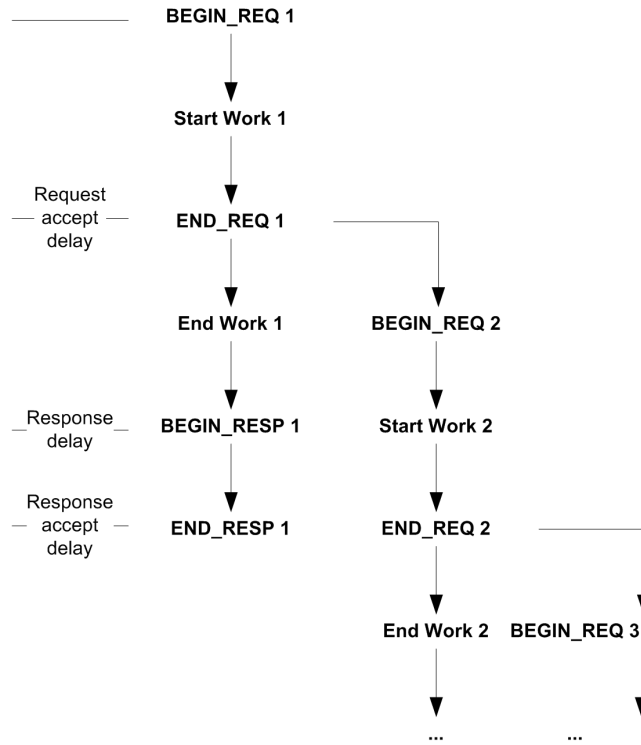 BEGIN_REQ 1
Start Work 1
Request
accept
delay
END_REQ 1
End Work 1
BEGIN_REQ 2
Response
delay
BEGIN_RESP 1
Start Work 2
Response
accept
delay
END_RESP 1
END_REQ 2
End Work 2
BEGIN_REQ 3
...
...